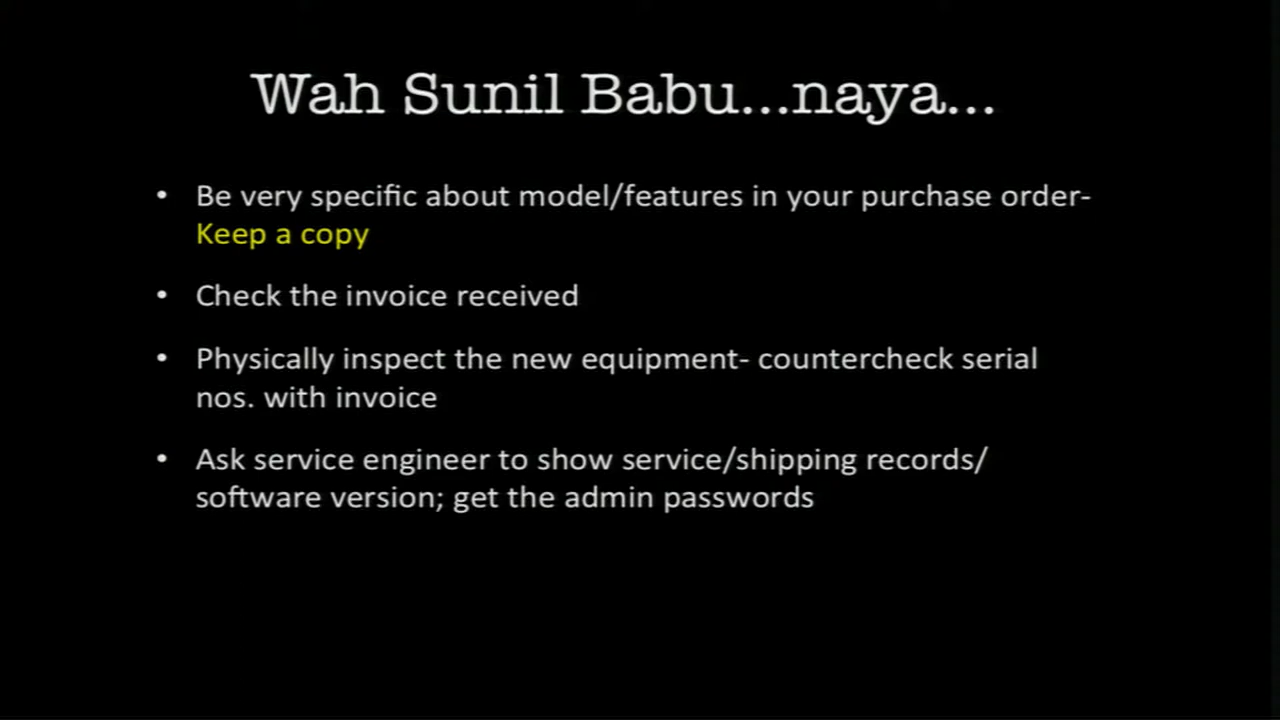 Wah Sunil Babu...naya...
• Be very specific about model/features in your purchase order-
Keep a copy
• Check the invoice received
• Physically inspect the new equipment- countercheck serial
nos. with invoice
• Ask service engineer to show service/shipping records/
software version; get the admin passwords